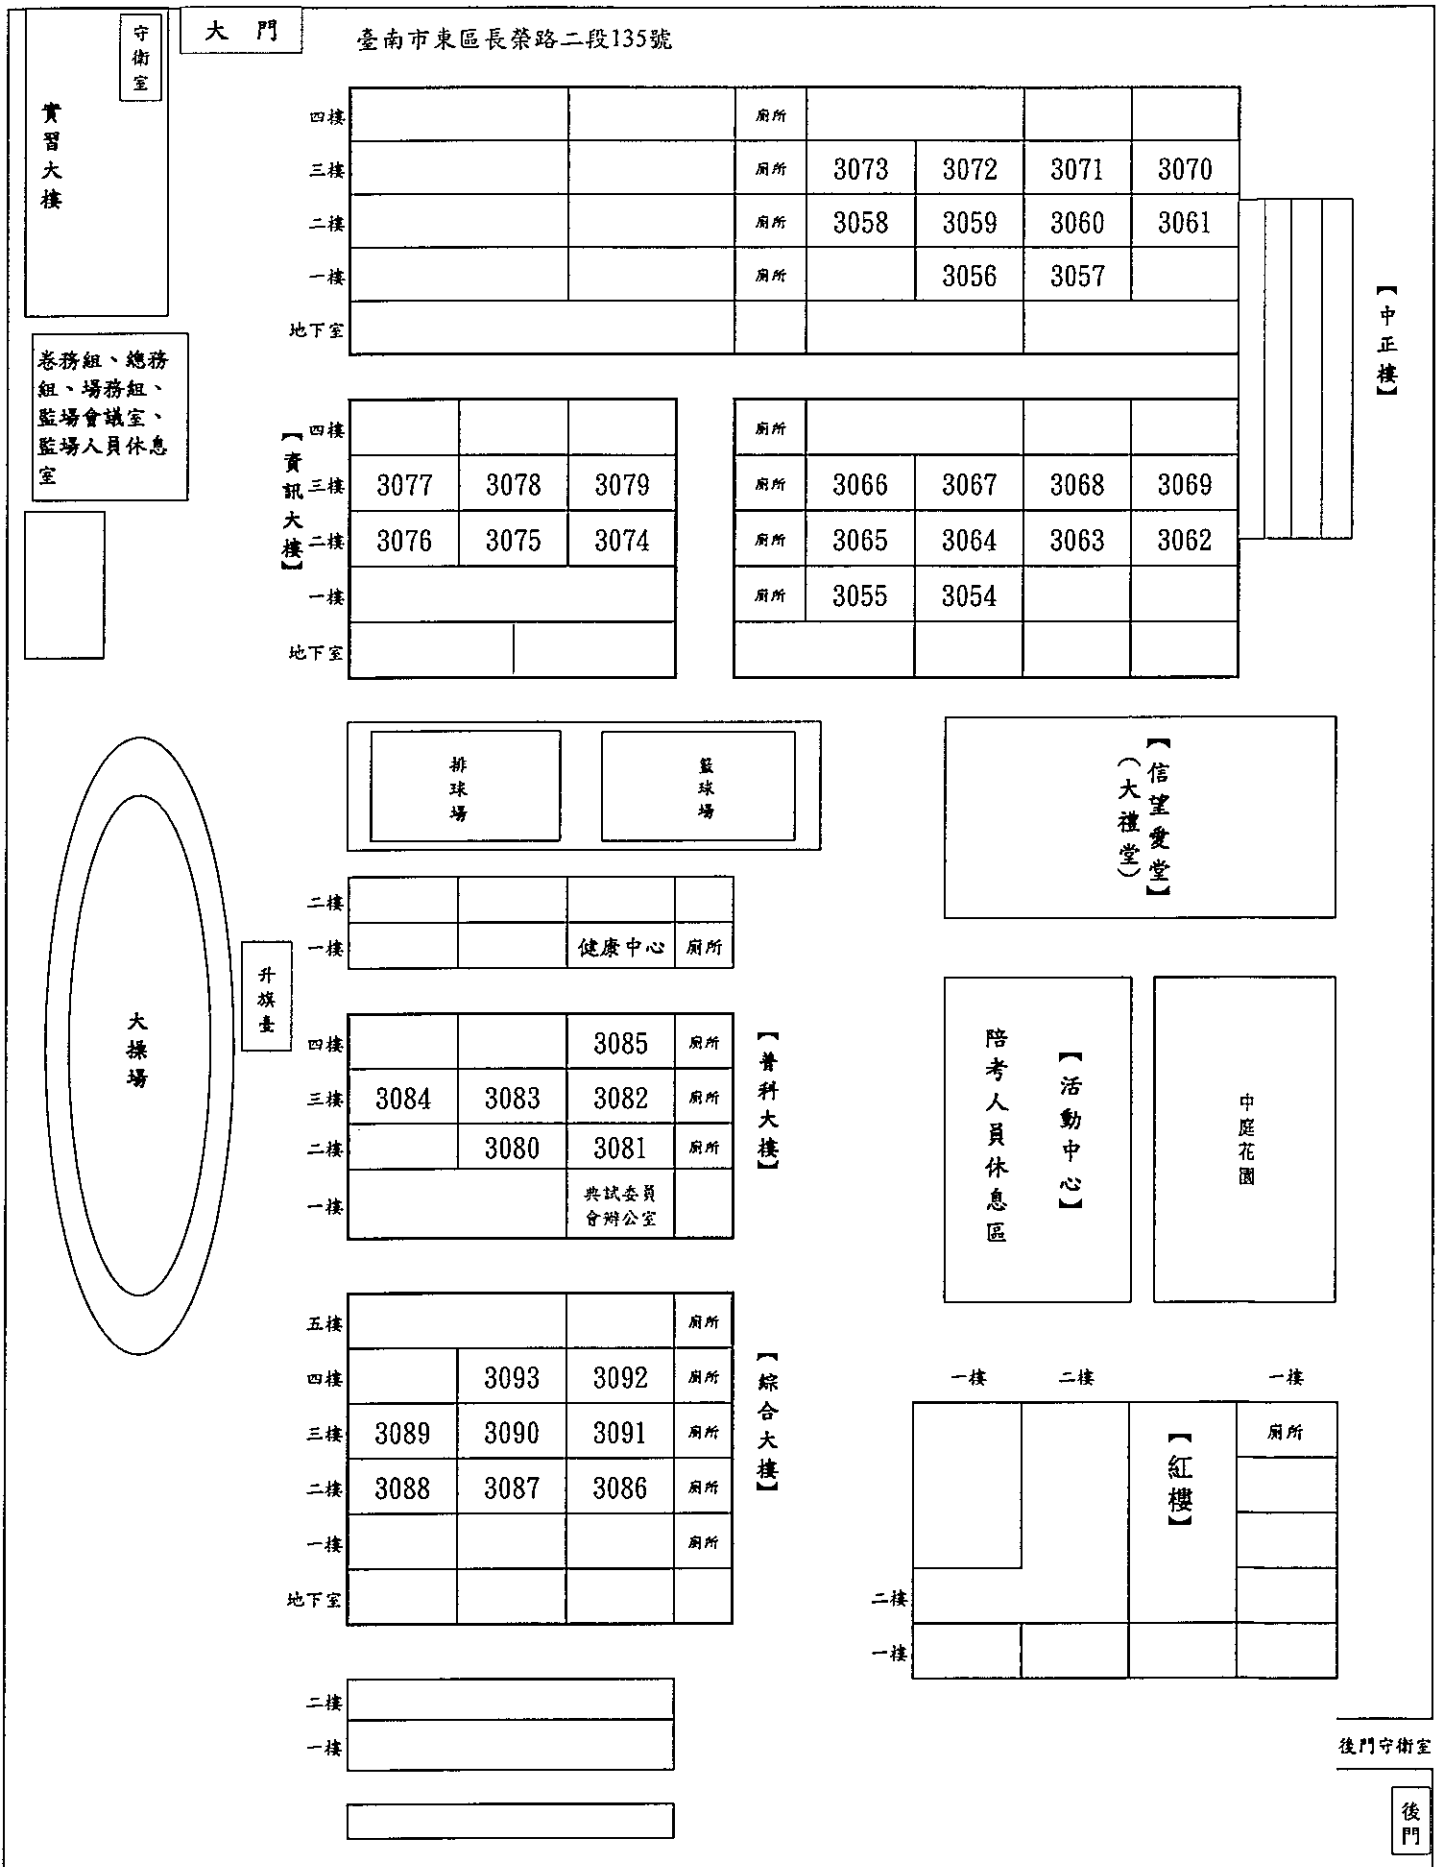 守衛室
大門
臺南市東區長榮路二段135號
實習大樓
四樓 廁所
三樓 廁所 3073 3072 3071 3070
二樓 廁所 3058 3059 3060 3061
一樓 廁所 3056 3057
地下室
【中正樓】
卷務組、總務
組、場務組、
監場會議室、
監場人員休息
室
【資訊大樓】
四樓 廁所
三樓 3077 3078 3079 廁所 3066 3067 3068 3069
二樓 3076 3075 3074 廁所 3065 3064 3063 3062
一樓 廁所 3055 3054
地下室
排球場
籃球場
【信望愛堂】
(大禮堂)
二樓
一樓 健康中心 廁所
大操場
升旗臺
四樓 3085 廁所
三樓 3084 3083 3082 廁所
二樓 3080 3081 廁所
一樓 典試委員
會辦公室
【普科大樓】
陪考人員休息區
【活動中心】
中庭花園
五樓 廁所
四樓 3093 3092 廁所
三樓 3089 3090 3091 廁所
二樓 3088 3087 3086 廁所
一樓 廁所
地下室
【綜合大樓】
一樓 二樓 一樓
廁所
【紅樓】
二樓
一樓
二樓
一樓
後門守衛室
後門